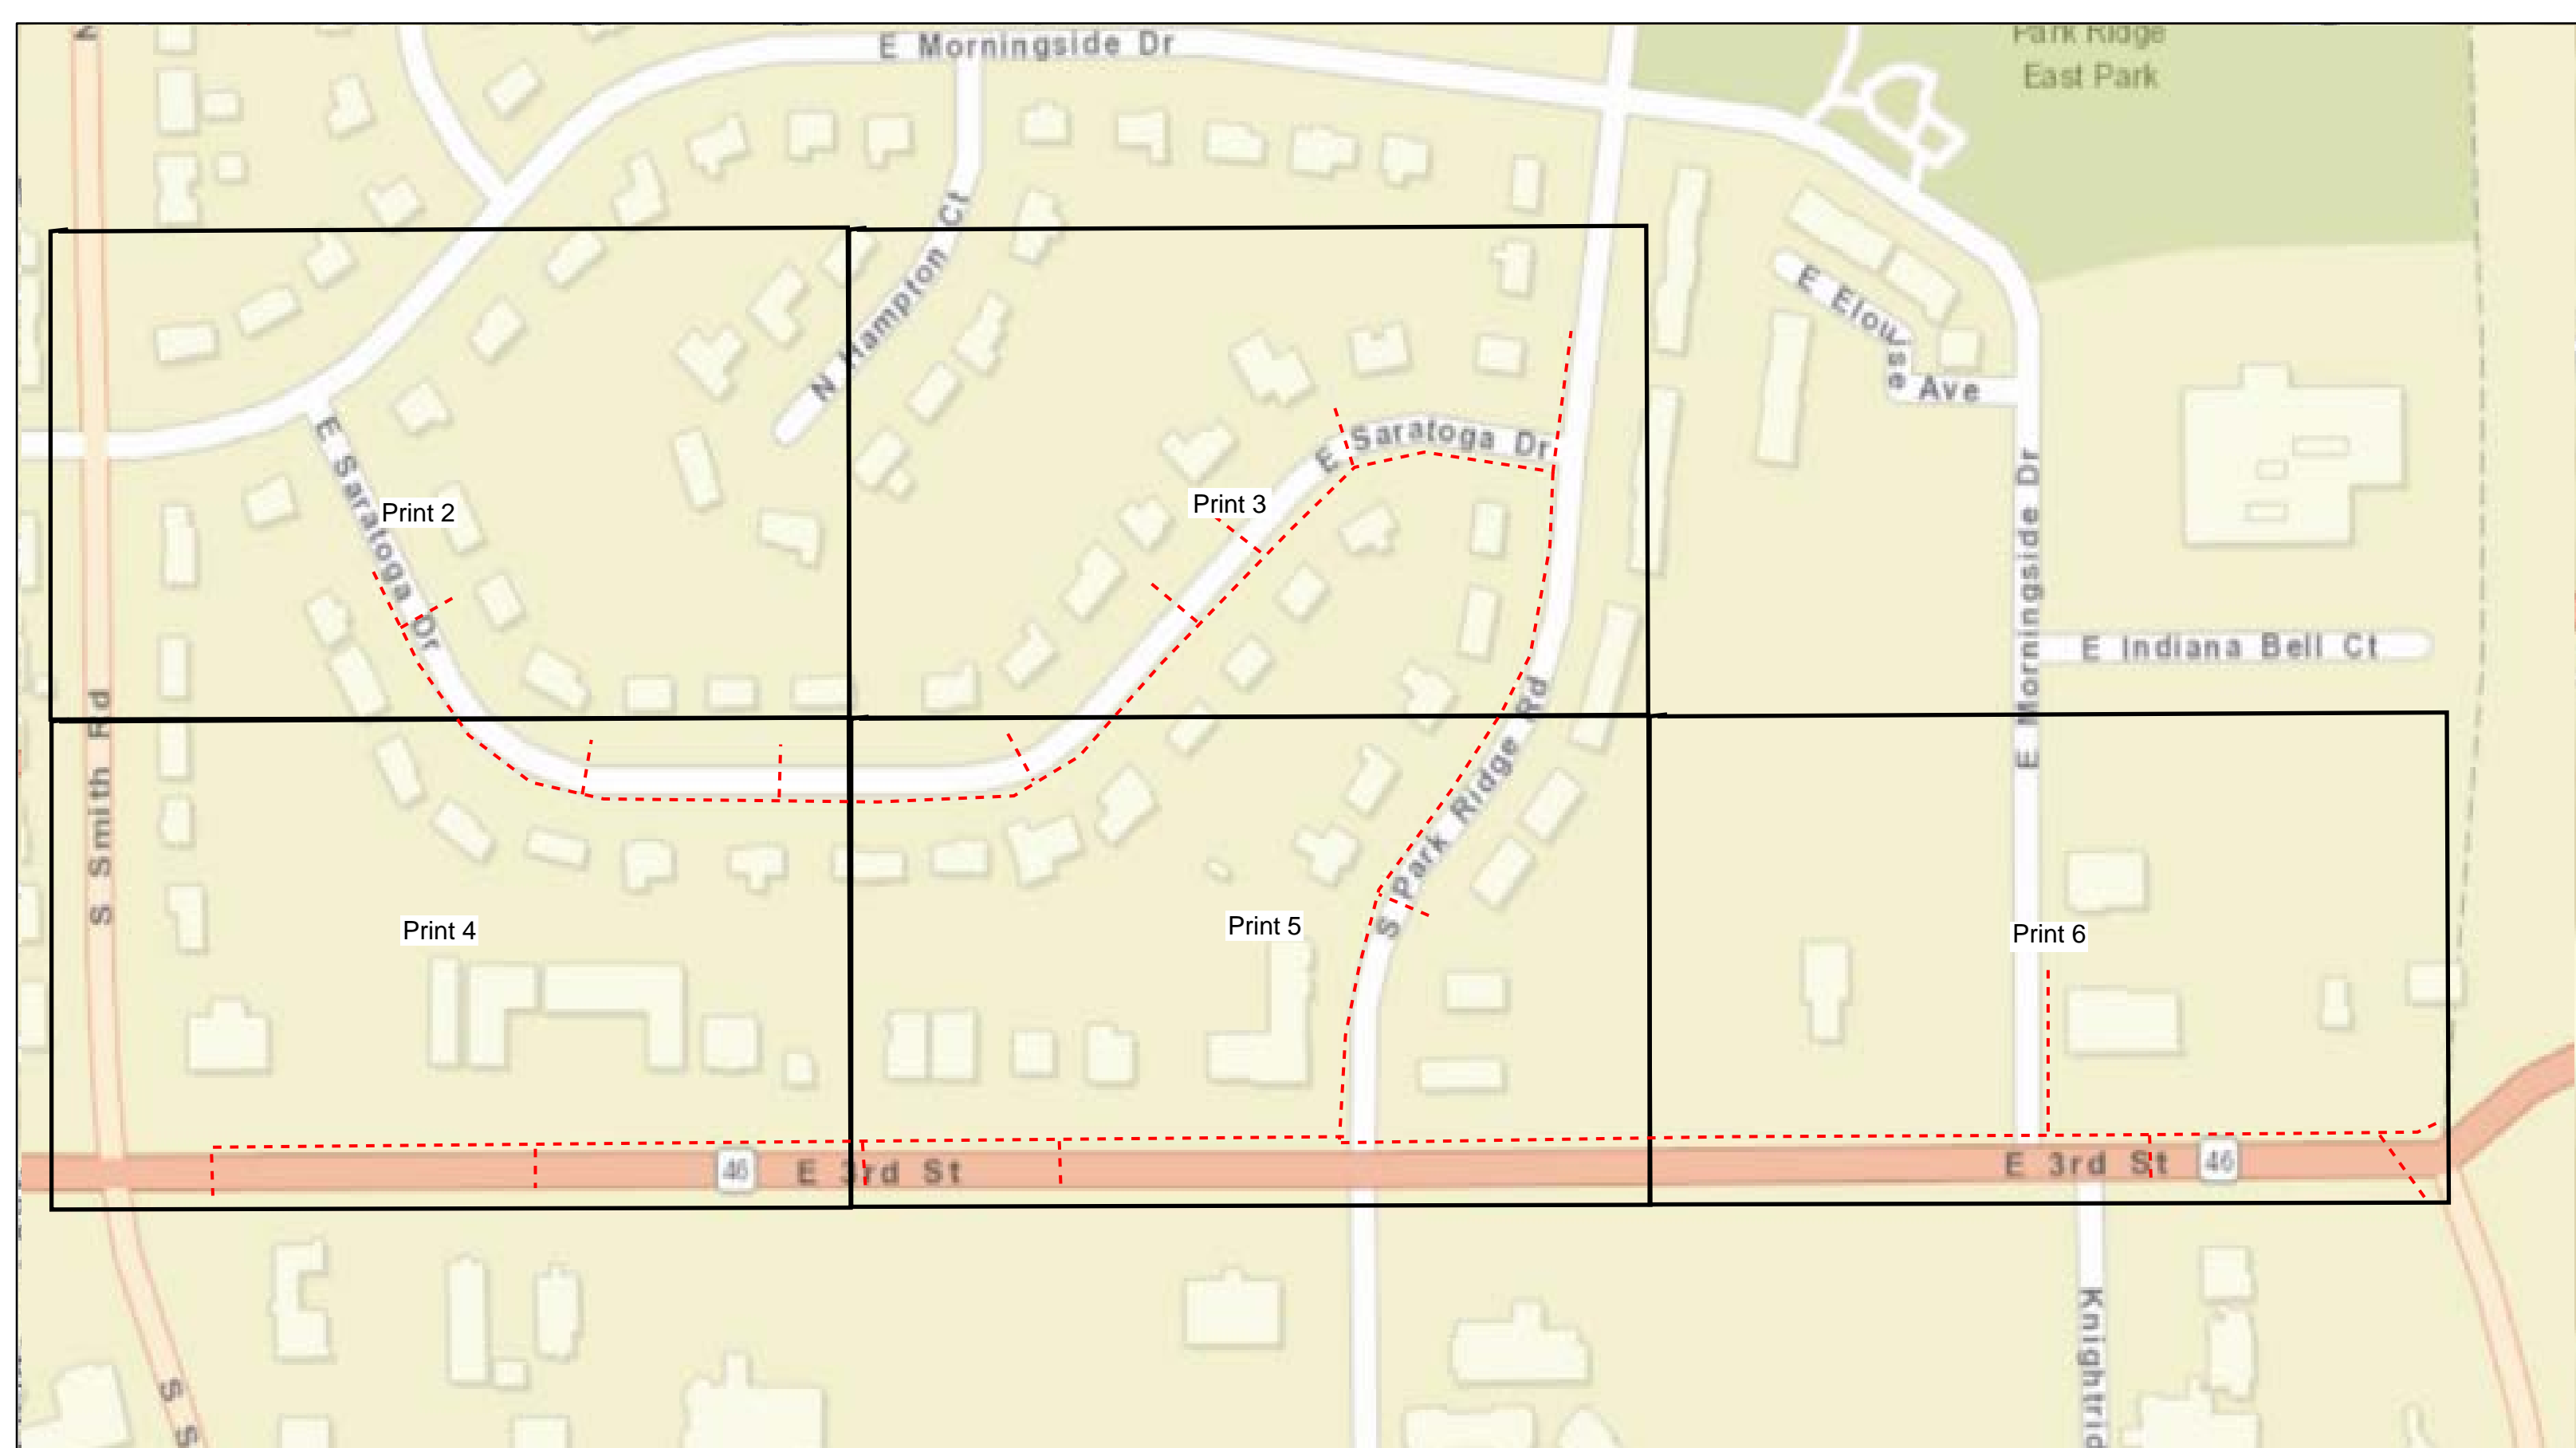 N
E Morningside Dr
Park Ridge
East Park
N Hampton Ct
E Elouise
Ave
E Saratoga Dr
E Saratoga Dr
Print 2
Print 3
E Morningside Dr
E Indiana Bell Ct
S Smith Rd
S Park Ridge Rd
Print 4
Print 5
Print 6
46
E 3rd St
E 3rd St
46
Knightrid
S S